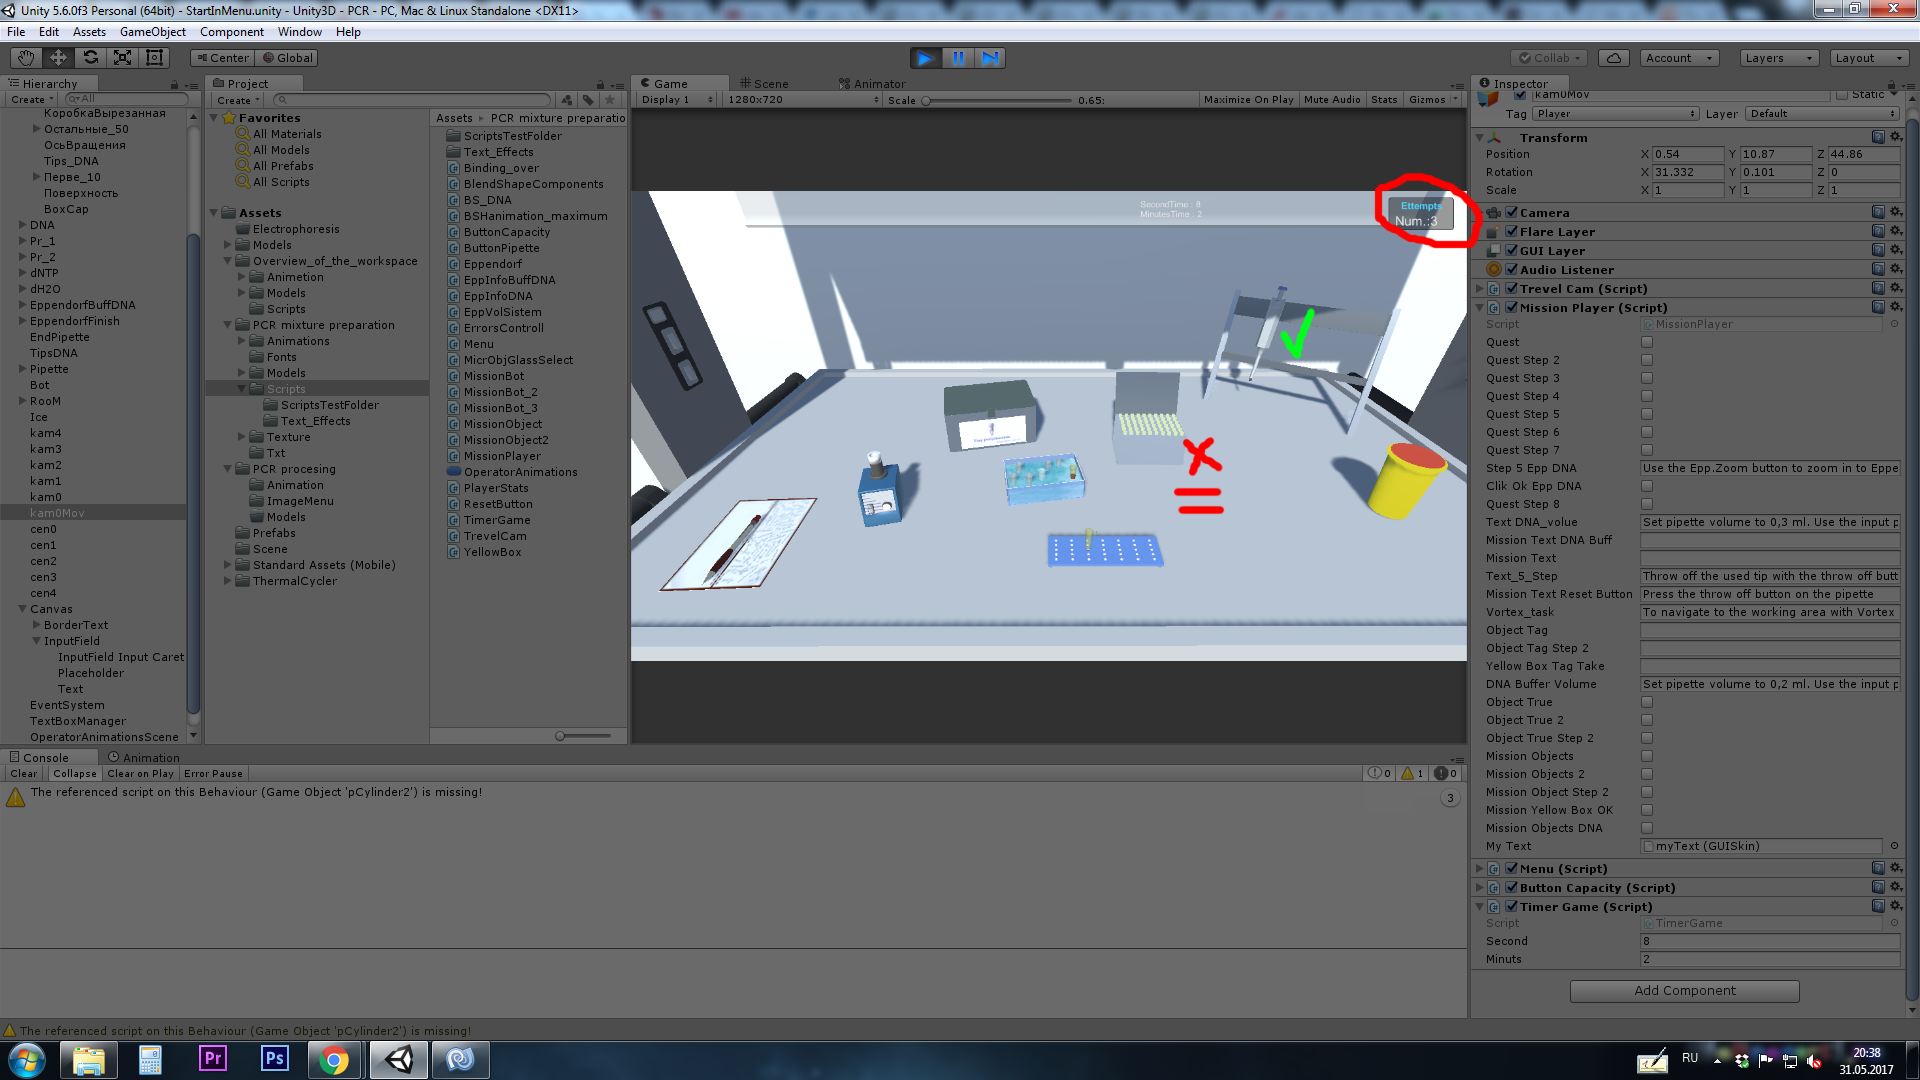 Unity 5.6.0f3 Personal (64bit) - StartInMenu.unity - Unity3D - PCR - PC, Mac & Linux Standalone <DX11>
File Edit Assets GameObject Component Window Help
Center Global
Collab Account Layers Layout
Hierarchy
Create All
КоробкаВырезанная
Остальные_50
ОсьВращения
Tips_DNA
Перве_10
Поверхность
BoxCap
DNA
Pr_1
Pr_2
dNTP
dH2O
EppendorfBuffDNA
EppendorfFinish
EndPipette
TipsDNA
Pipette
Bot
RooM
Ice
kam4
kam3
kam2
kam1
kam0
kam0Mov
cen0
cen1
cen2
cen3
cen4
Canvas
BorderText
InputField
InputField Input Caret
Placeholder
Text
EventSystem
TextBoxManager
OperatorAnimationsScene
Project
Create
Favorites
All Materials
All Models
All Prefabs
All Scripts
Assets
Electrophoresis
Models
Overview_of_the_workspace
Animetion
Models
Scripts
PCR mixture preparation
Animations
Fonts
Models
Scripts
ScriptsTestFolder
Text_Effects
Texture
Txt
PCR procesing
Animation
ImageMenu
Models
Prefabs
Scene
Standard Assets (Mobile)
ThermalCycler
Assets PCR mixture preparatio
ScriptsTestFolder
Text_Effects
Binding_over
BlendShapeComponents
BS_DNA
BSHanimation_maximum
ButtonCapacity
ButtonPipette
Eppendorf
EppInfoBuffDNA
EppInfoDNA
EppVolSistem
ErrorsControll
Menu
MicrObjGlassSelect
MissionBot
MissionBot_2
MissionBot_3
MissionObject
MissionObject2
MissionPlayer
OperatorAnimations
PlayerStats
ResetButton
TimerGame
TrevelCam
YellowBox
Game Scene Animator
Display 1 1280x720 Scale 0.65: Maximize On Play Mute Audio Stats Gizmos
SecondTime : 8
MinutesTime : 2
Ettempts
Num.:3
Inspector
kam0Mov Static
Tag Player Layer Default
Transform
Position X 0.54 Y 10.87 Z 44.86
Rotation X 31.332 Y 0.101 Z 0
Scale X 1 Y 1 Z 1
Camera
Flare Layer
GUI Layer
Audio Listener
Trevel Cam (Script)
Mission Player (Script)
Script MissionPlayer
Quest
Quest Step 2
Quest Step 3
Quest Step 4
Quest Step 5
Quest Step 6
Quest Step 7
Step 5 Epp DNA Use the Epp.Zoom button to zoom in to Eppe
Clik Ok Epp DNA
Quest Step 8
Text DNA_volue Set pipette volume to 0,3 ml. Use the input p
Mission Text DNA Buff
Mission Text
Text_5_Step Throw off the used tip with the throw off butt
Mission Text Reset Button Press the throw off button on the pipette
Vortex_task To navigate to the working area with Vortex
Object Tag
Object Tag Step 2
Yellow Box Tag Take
DNA Buffer Volume Set pipette volume to 0,2 ml. Use the input p
Object True
Object True 2
Object True Step 2
Mission Objects
Mission Objects 2
Mission Object Step 2
Mission Yellow Box OK
Mission Objects DNA
My Text myText (GUISkin)
Menu (Script)
Button Capacity (Script)
Timer Game (Script)
Script TimerGame
Second 8
Minuts 2
Add Component
Console Animation
Clear Collapse Clear on Play Error Pause 0 1 0
The referenced script on this Behaviour (Game Object 'pCylinder2') is missing! 3
The referenced script on this Behaviour (Game Object 'pCylinder2') is missing!
Pr Ps RU 20:38
31.05.2017